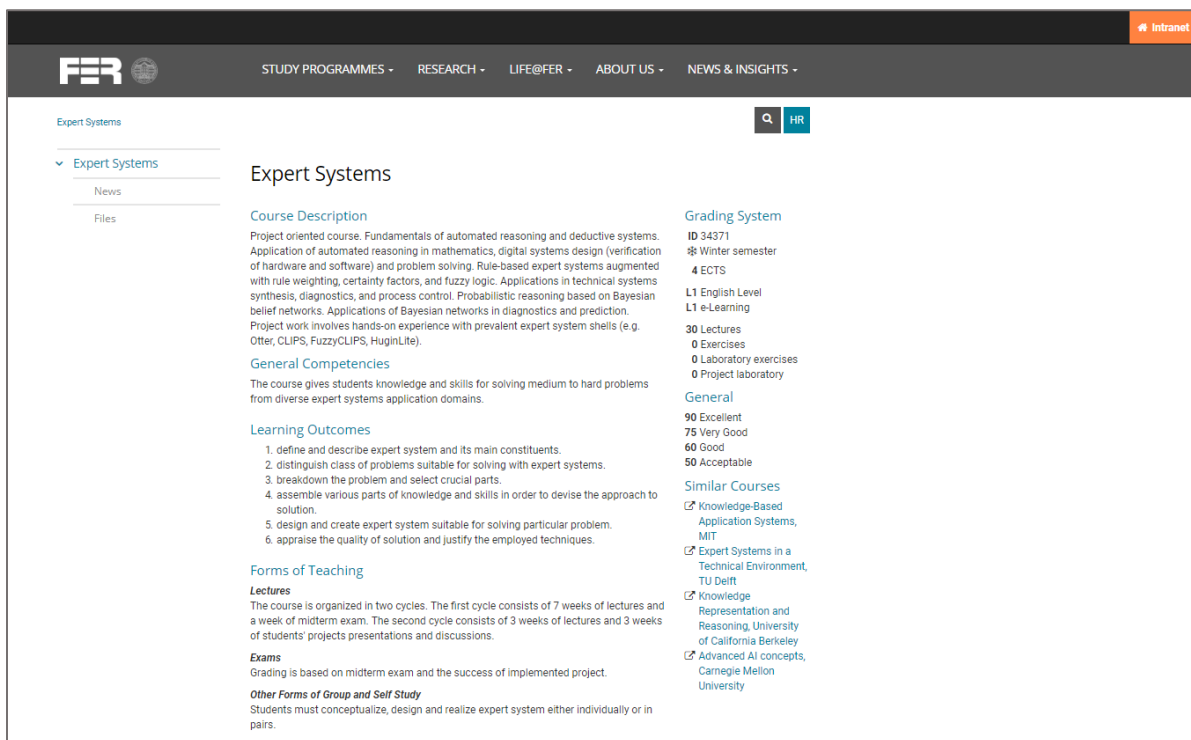 Intranet
FER
STUDY PROGRAMMES
RESEARCH
LIFE@FER
ABOUT US
NEWS & INSIGHTS
Expert Systems
HR
Expert Systems
News
Files
Expert Systems
Course Description
Project oriented course. Fundamentals of automated reasoning and deductive systems.
Application of automated reasoning in mathematics, digital systems design (verification
of hardware and software) and problem solving. Rule-based expert systems augmented
with rule weighting, certainty factors, and fuzzy logic. Applications in technical systems
synthesis, diagnostics, and process control. Probabilistic reasoning based on Bayesian
belief networks. Applications of Bayesian networks in diagnostics and prediction.
Project work involves hands-on experience with prevalent expert system shells (e.g.
Otter, CLIPS, FuzzyCLIPS, HuginLite).
General Competencies
The course gives students knowledge and skills for solving medium to hard problems
from diverse expert systems application domains.
Learning Outcomes
1. define and describe expert system and its main constituents.
2. distinguish class of problems suitable for solving with expert systems.
3. breakdown the problem and select crucial parts.
4. assemble various parts of knowledge and skills in order to devise the approach to
solution.
5. design and create expert system suitable for solving particular problem.
6. appraise the quality of solution and justify the employed techniques.
Forms of Teaching
Lectures
The course is organized in two cycles. The first cycle consists of 7 weeks of lectures and
a week of midterm exam. The second cycle consists of 3 weeks of lectures and 3 weeks
of students' projects presentations and discussions.
Exams
Grading is based on midterm exam and the success of implemented project.
Other Forms of Group and Self Study
Students must conceptualize, design and realize expert system either individually or in
pairs.
Grading System
ID 34371
Winter semester
4 ECTS
L1 English Level
L1 e-Learning
30 Lectures
0 Exercises
0 Laboratory exercises
0 Project laboratory
General
90 Excellent
75 Very Good
60 Good
50 Acceptable
Similar Courses
Knowledge-Based
Application Systems,
MIT
Expert Systems in a
Technical Environment,
TU Delft
Knowledge
Representation and
Reasoning, University
of California Berkeley
Advanced AI concepts,
Carnegie Mellon
University